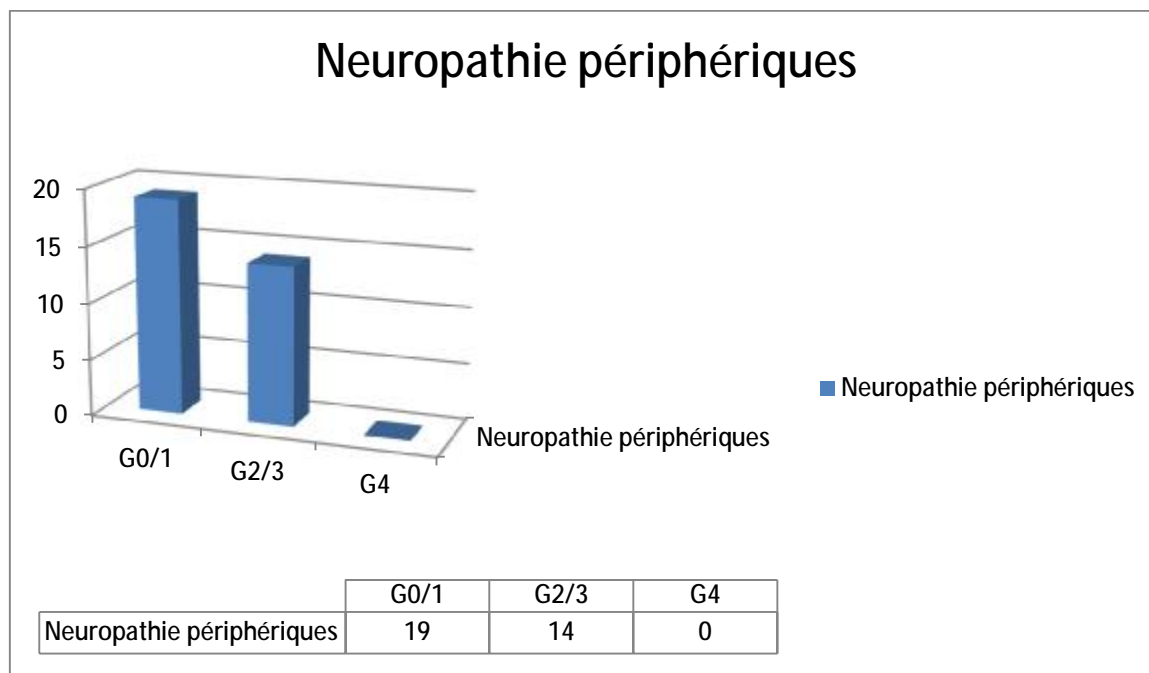 Neuropathie périphériques
20
15
10
5
0
G0/1
G2/3
G4
Neuropathie périphériques
Neuropathie périphériques
G0/1 G2/3 G4
Neuropathie périphériques 19 14 0